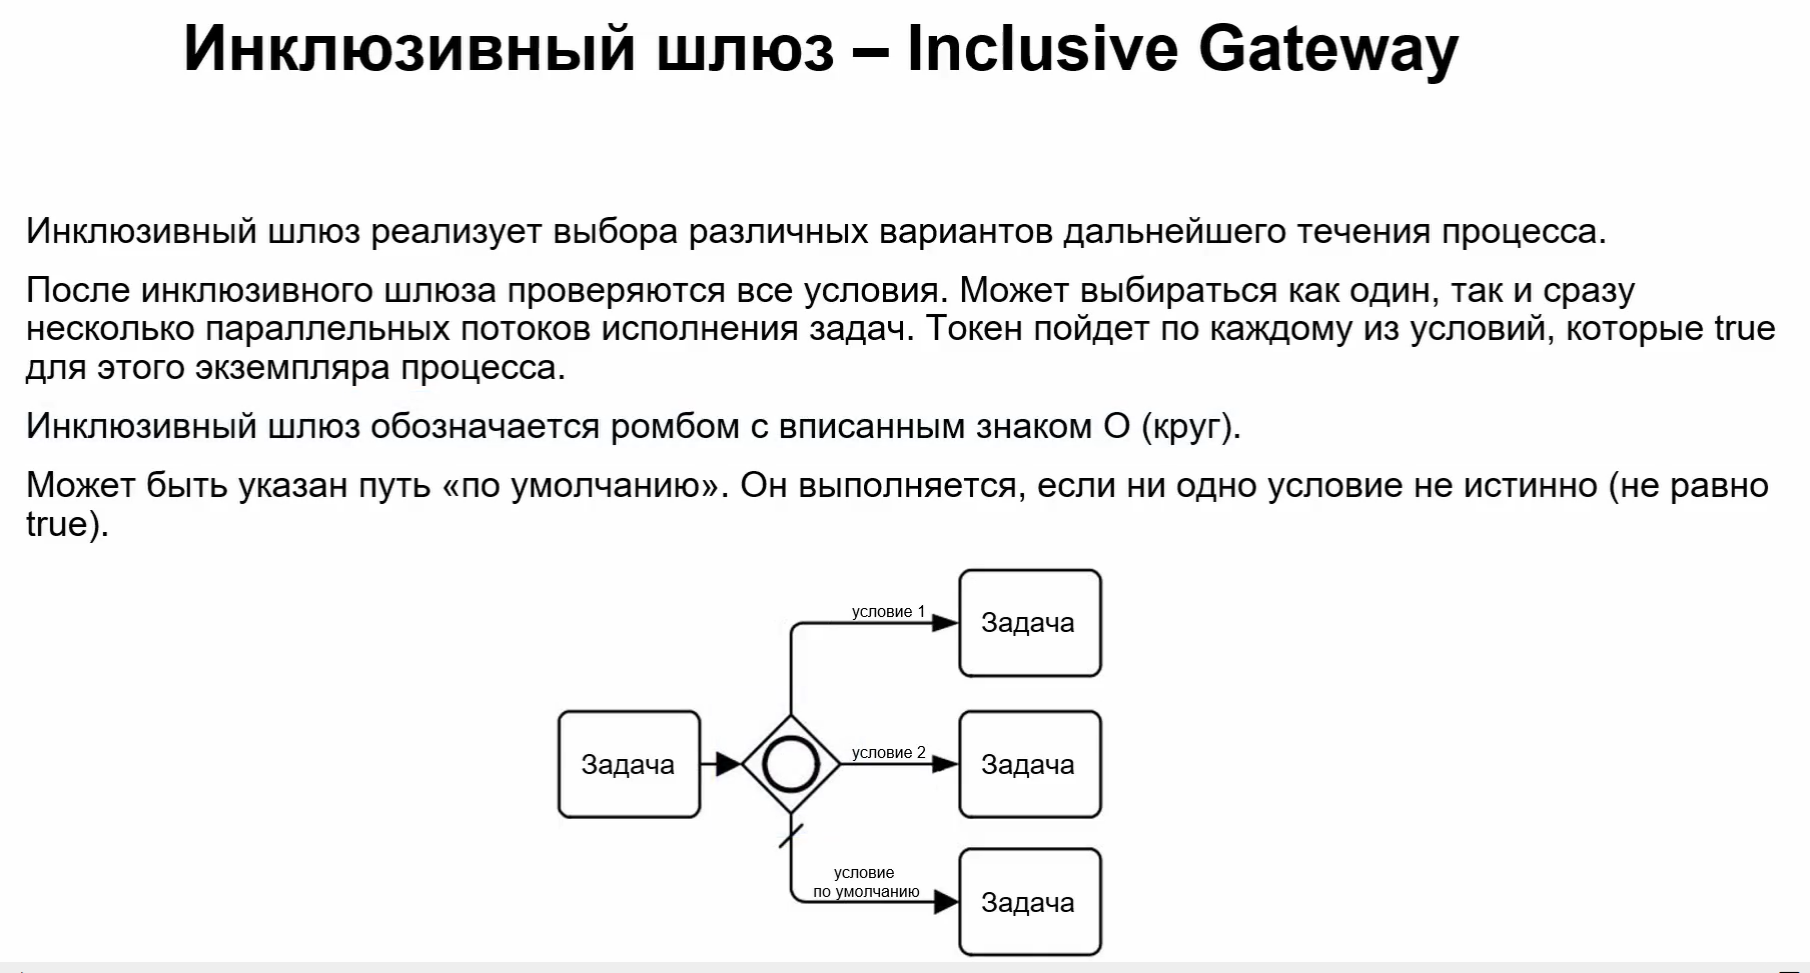 Инклюзивный шлюз – Inclusive Gateway
Инклюзивный шлюз реализует выбора различных вариантов дальнейшего течения процесса.
После инклюзивного шлюза проверяются все условия. Может выбираться как один, так и сразу
несколько параллельных потоков исполнения задач. Токен пойдет по каждому из условий, которые true
для этого экземпляра процесса.
Инклюзивный шлюз обозначается ромбом с вписанным знаком О (круг).
Может быть указан путь «по умолчанию». Он выполняется, если ни одно условие не истинно (не равно
true).
условие 1
Задача
Задача
условие 2
Задача
условие
по умолчанию
Задача